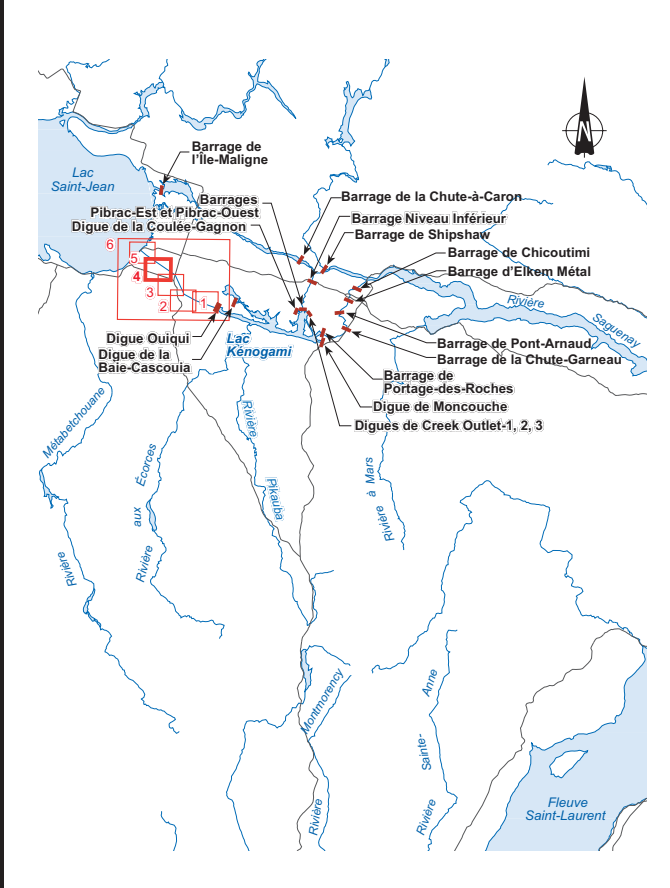 N
Barrage de
l'Île-Maligne
Lac
Saint-Jean
Barrages
Pibrac-Est et Pibrac-Ouest
Digue de la Coulée-Gagnon
Barrage de la Chute-à-Caron
Barrage Niveau Inférieur
Barrage de Shipshaw
Barrage de Chicoutimi
Barrage d'Elkem Métal
6
5
4
3
2
1
Rivière
Saguenay
Digue Ouiqui
Digue de la
Baie-Cascouia
Lac
Kénogami
Barrage de Pont-Arnaud
Barrage de la Chute-Garneau
Barrage de
Portage-des-Roches
Digue de Moncouche
Digues de Creek Outlet-1, 2, 3
Métabetchouane
Rivière
Rivière
aux
Écorces
Rivière
Pikauba
Rivière à Mars
Rivière
Montmorency
Rivière
Sainte-
Anne
Fleuve
Saint-Laurent